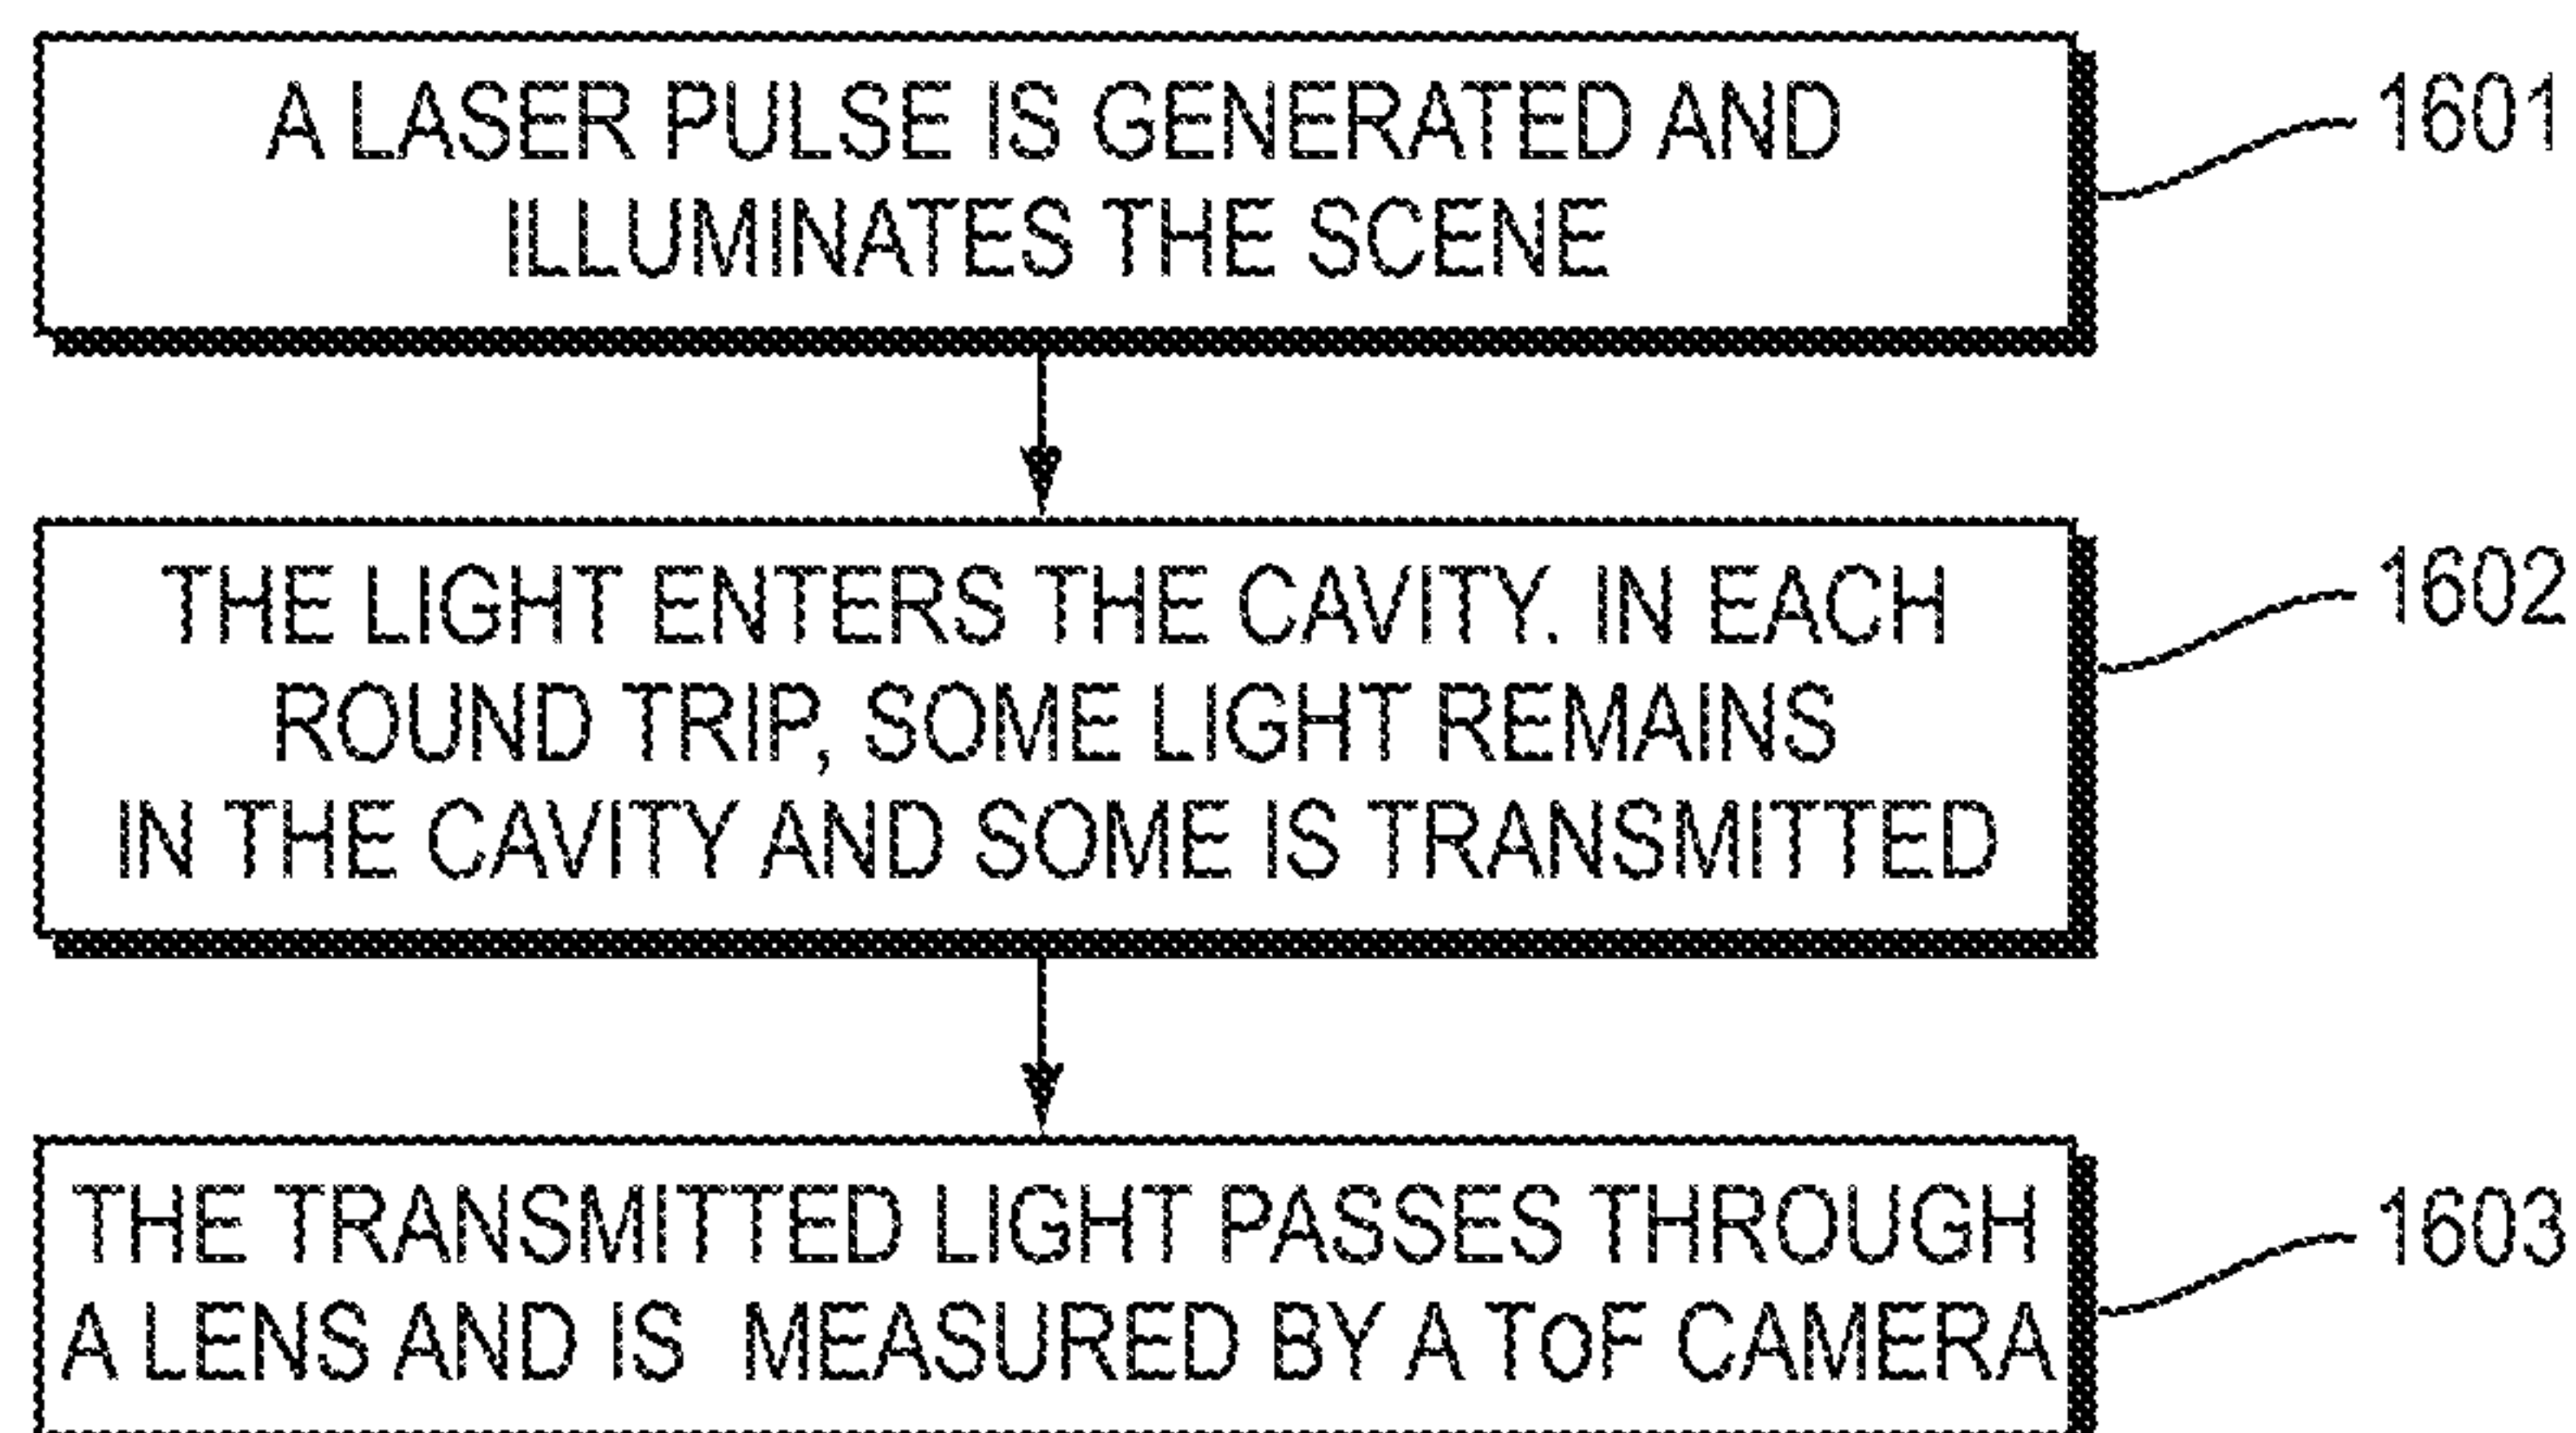 A LASER PULSE IS GENERATED AND
ILLUMINATES THE SCENE
1601
THE LIGHT ENTERS THE CAVITY. IN EACH
ROUND TRIP, SOME LIGHT REMAINS
IN THE CAVITY AND SOME IS TRANSMITTED
1602
THE TRANSMITTED LIGHT PASSES THROUGH
A LENS AND IS MEASURED BY A ToF CAMERA
1603